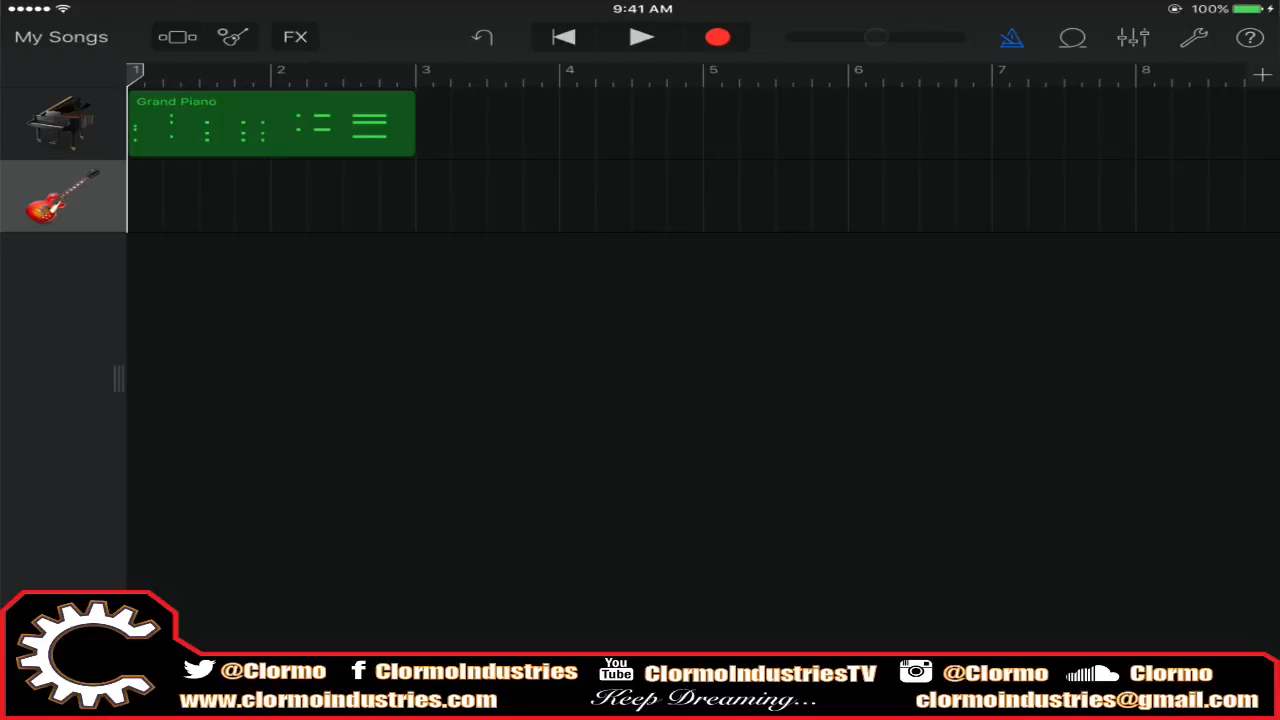 9:41 AM
100%
My Songs
FX
1 2 3 4 5 6 7 8
Grand Piano
@Clormo
ClormoIndustries
You Tube ClormoIndustriesTV
@Clormo
Clormo
www.clormoindustries.com
Keep Dreaming...
clormoindustries@gmail.com